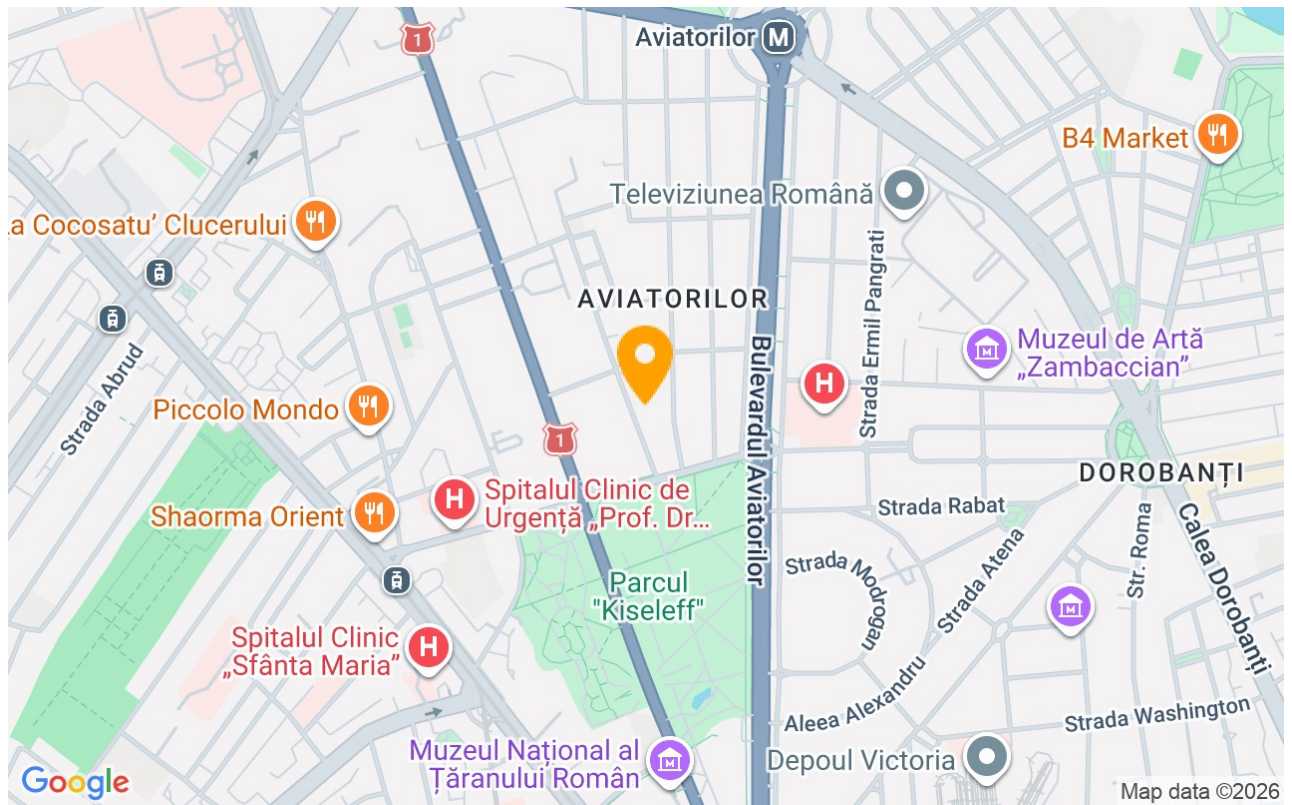 1
Aviatorilor M
B4 Market
Televiziunea Română
a Cocosatu’ Clucerului
Strada Ermil Pangrati
AVIATORILOR
Bulevardul Aviatorilor
Muzeul de Artă
„Zambaccian”
Strada Abrud
H
Piccolo Mondo
1
DOROBANȚI
H
Spitalul Clinic de
Urgență „Prof. Dr...
Strada Rabat
Shaorma Orient
Str. Roma
Calea Dorobanți
Strada Atena
Strada Modrogan
Parcul
"Kiseleff"
Spitalul Clinic
„Sfânta Maria”
H
Aleea Alexandru
Strada Washington
Muzeul Național al
Țăranului Român
Depoul Victoria
Google
Map data ©2026